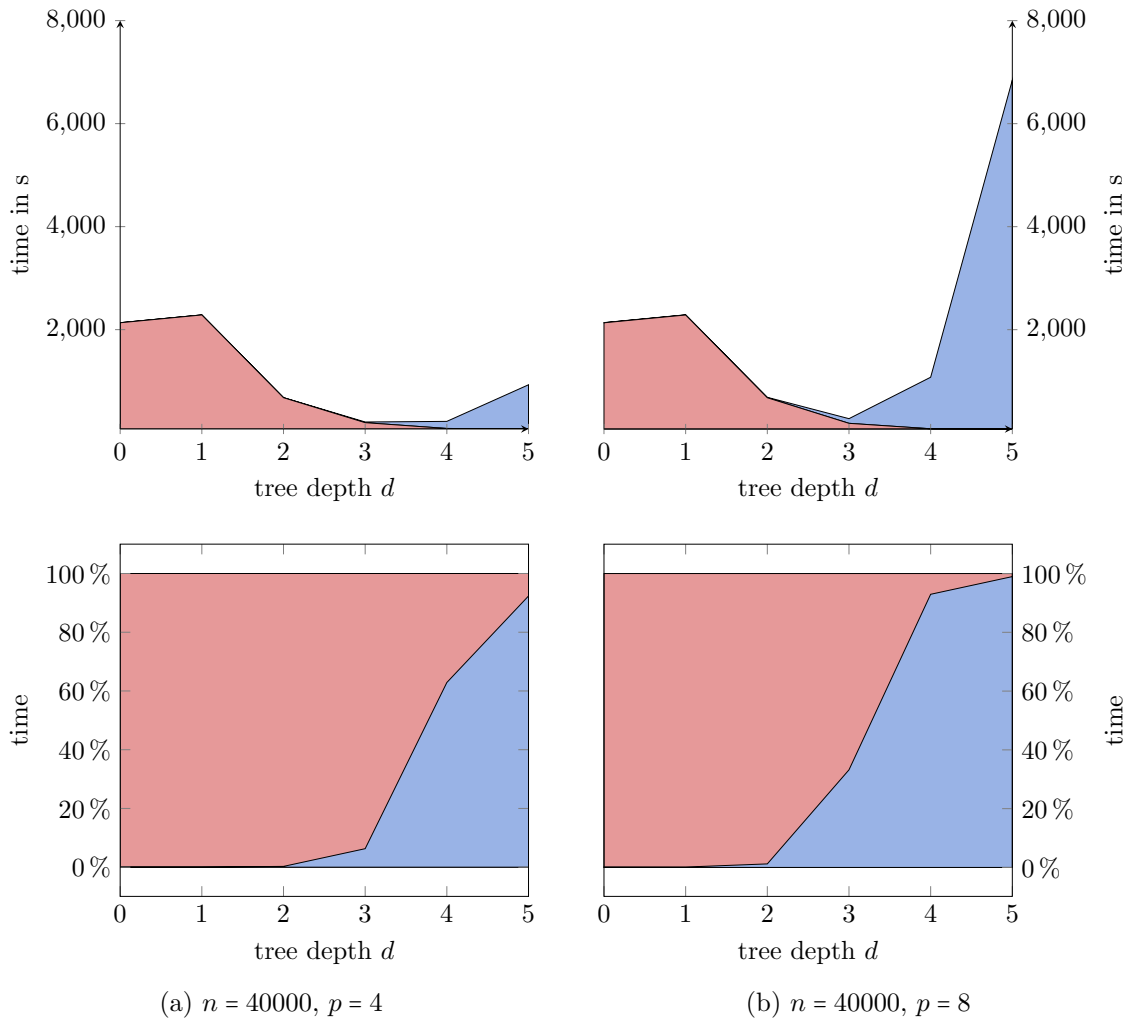 8,000
6,000
4,000
2,000
time in s
0 1 2 3 4 5
tree depth d
8,000
6,000
4,000
2,000
time in s
0 1 2 3 4 5
tree depth d
100 %
80 %
60 %
40 %
20 %
0 %
time
0 1 2 3 4 5
tree depth d
100 %
80 %
60 %
40 %
20 %
0 %
time
0 1 2 3 4 5
tree depth d
(a) n = 40000, p = 4
(b) n = 40000, p = 8